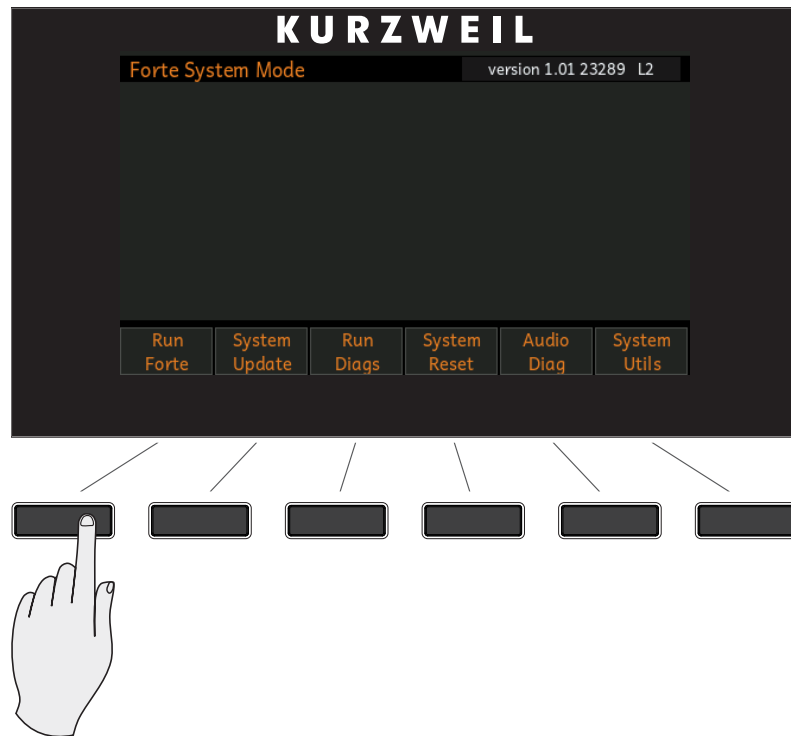 KURZWEIL
Forte System Mode version 1.01 23289 L2
Run System Run System Audio System
Forte Update Diags Reset Diag Utils